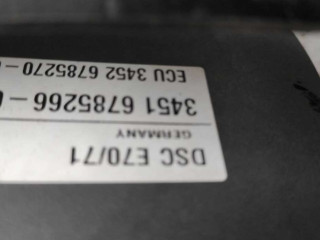 DSC E70/71
GERMANY
3451 6785266-
ECU 3452 6785270-